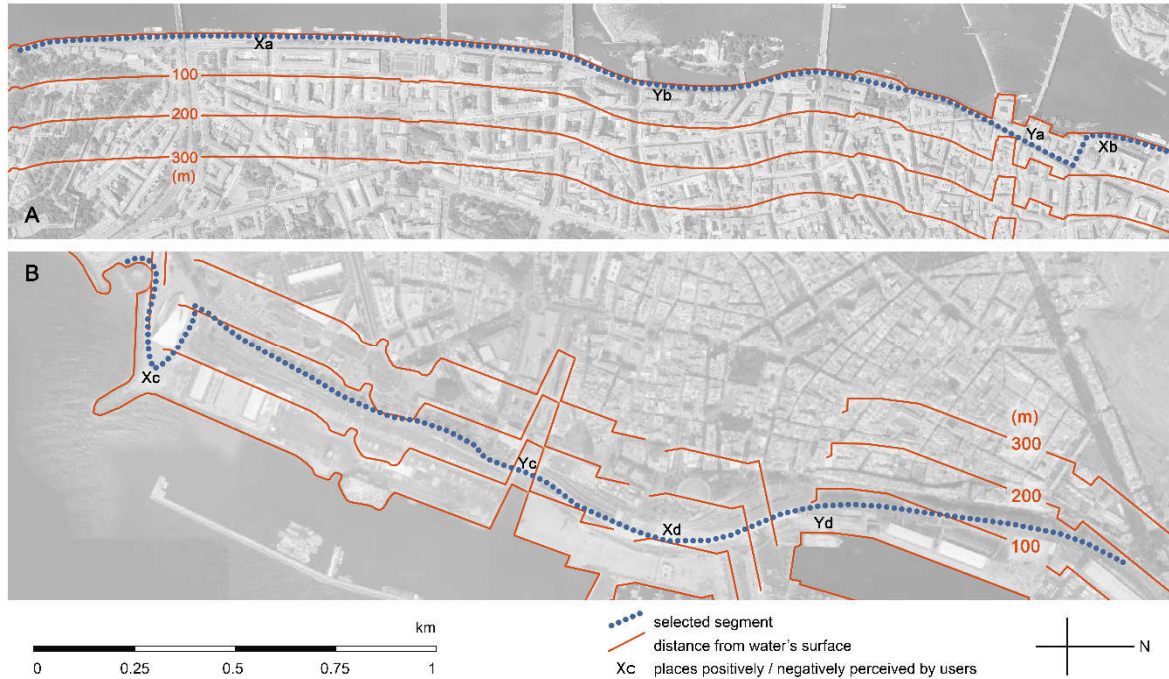 Xa
100
Yb
200
Ya
Xb
300
(m)
A
B
Xc
(m)
300
Yc
200
Xd
Yd
100
km
selected segment
distance from water's surface
N
Xc places positively / negatively perceived by users
0 0.25 0.5 0.75 1